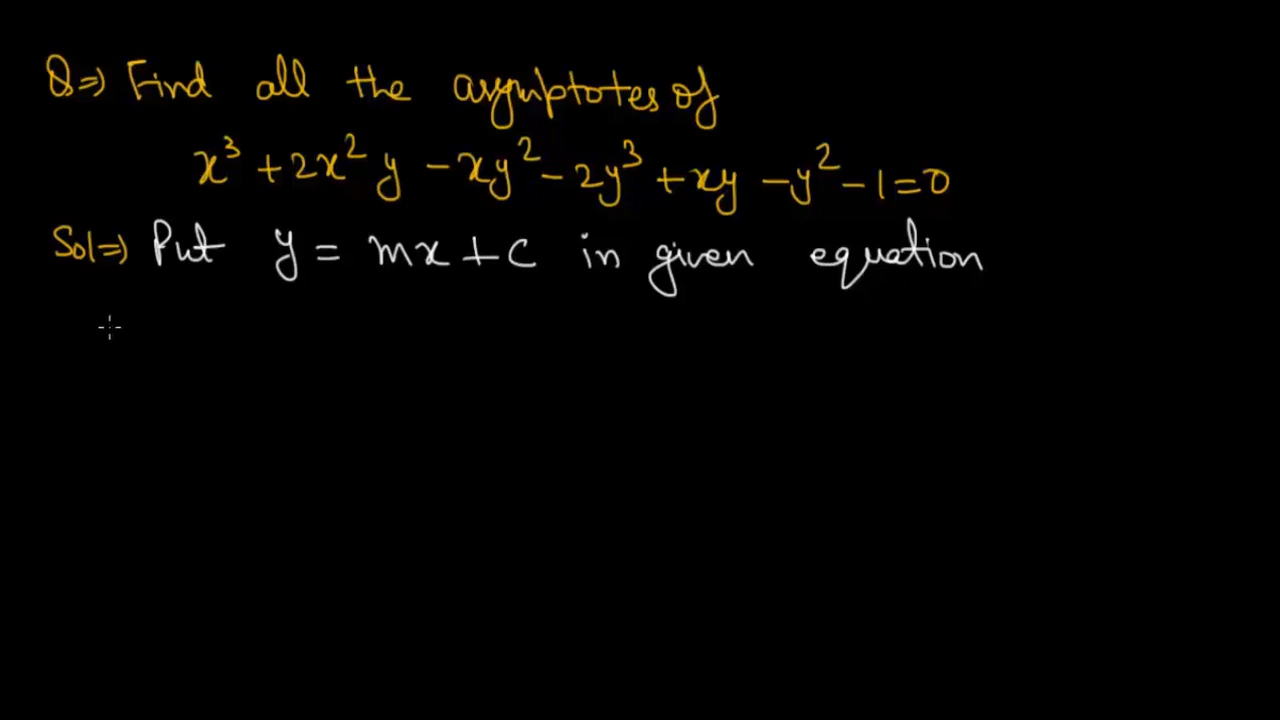 Q⇒ Find all the asymptotes of
x³ + 2x²y - xy² - 2y³ + xy - y² - 1 = 0
Sol⇒ Put y = mx + c in given equation